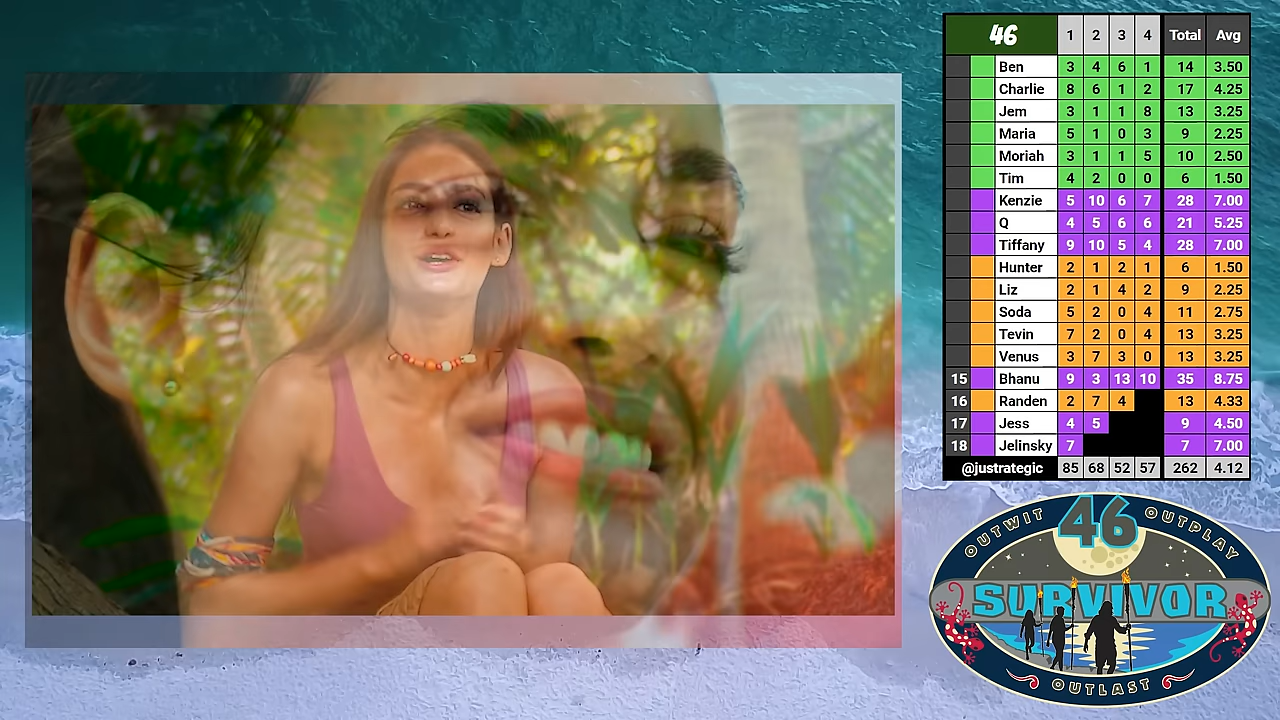 46 1 2 3 4 Total Avg
Ben 3 4 6 1 14 3.50
Charlie 8 6 1 2 17 4.25
Jem 3 1 1 8 13 3.25
Maria 5 1 0 3 9 2.25
Moriah 3 1 1 5 10 2.50
Tim 4 2 0 0 6 1.50
Kenzie 5 10 6 7 28 7.00
Q 4 5 6 6 21 5.25
Tiffany 9 10 5 4 28 7.00
Hunter 2 1 2 1 6 1.50
Liz 2 1 4 2 9 2.25
Soda 5 2 0 4 11 2.75
Tevin 7 2 0 4 13 3.25
Venus 3 7 3 0 13 3.25
15 Bhanu 9 3 13 10 35 8.75
16 Randen 2 7 4 13 4.33
17 Jess 4 5 9 4.50
18 Jelinsky 7 7 7.00
@justrategic 85 68 52 57 262 4.12
OUTWIT 46 OUTPLAY
SURVIVOR
OUTLAST